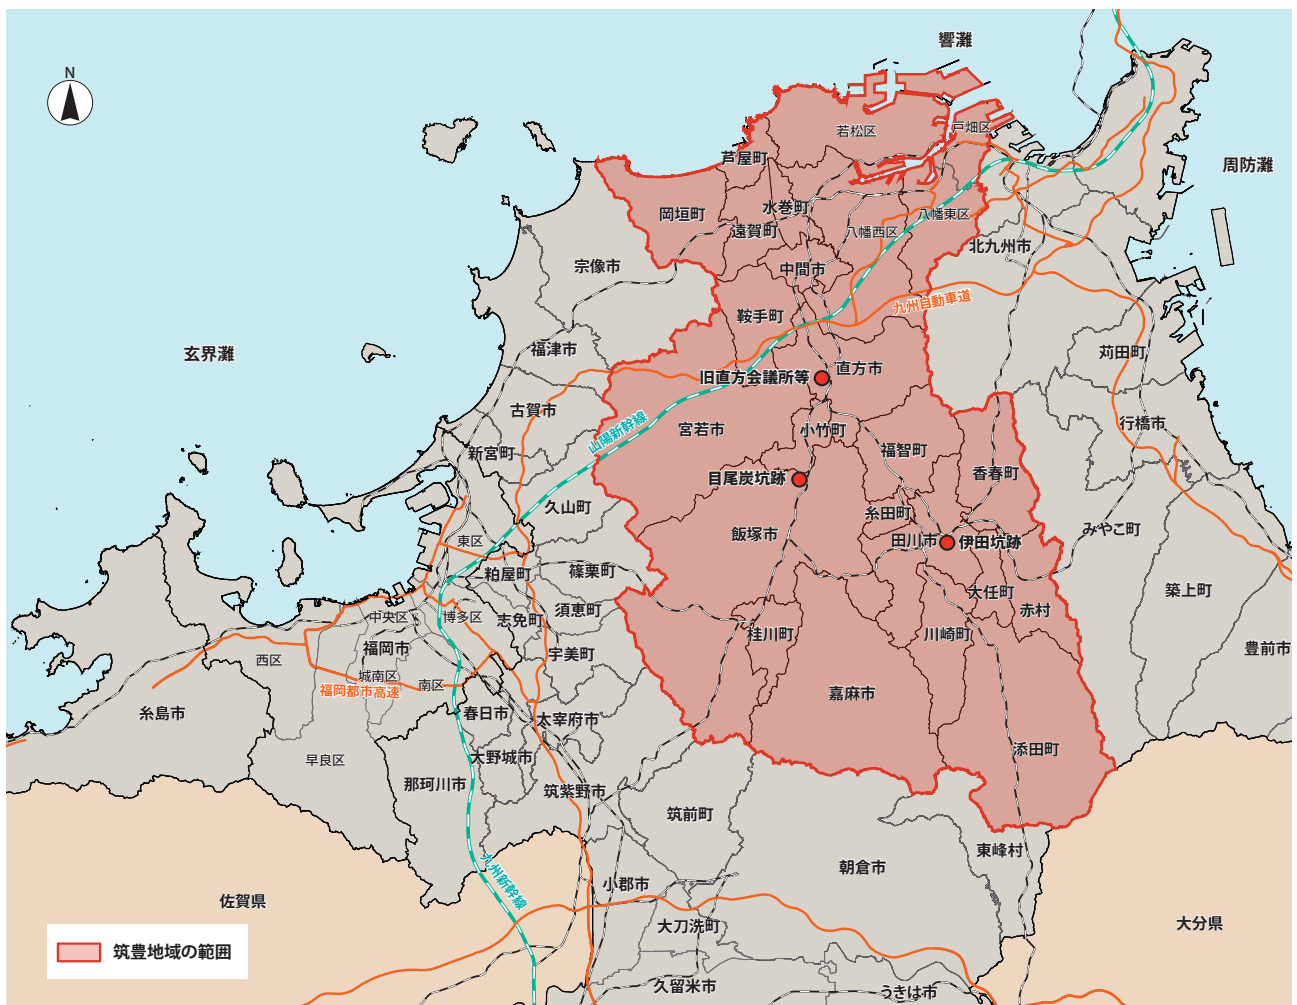 N
響灘
周防灘
玄界灘
若松区
戸畑区
芦屋町
岡垣町
水巻町
遠賀町
八幡西区
八幡東区
北九州市
中間市
宗像市
鞍手町
九州自動車道
福津市
苅田町
旧直方会議所等
直方市
古賀市
宮若市
山陽新幹線
小竹町
行橋市
新宮町
福智町
香春町
目尾炭坑跡
久山町
糸田町
飯塚市
みやこ町
東区
田川市
伊田坑跡
粕屋町
篠栗町
大任町
築上町
須恵町
赤村
中央区
博多区
志免町
桂川町
川崎町
福岡市
宇美町
豊前市
西区
城南区
南区
福岡都市高速
嘉麻市
糸島市
春日市
太宰府市
添田町
早良区
大野城市
那珂川市
筑紫野市
筑前町
東峰村
朝倉市
九州新幹線
小郡市
佐賀県
大刀洗町
大分県
筑豊地域の範囲
久留米市
うきは市